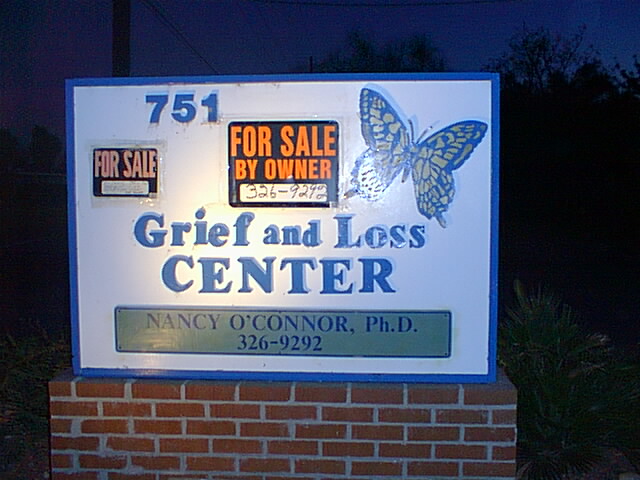 751
FOR SALE
FOR SALE
BY OWNER
326-9292
Grief and Loss
CENTER
NANCY O'CONNOR, Ph.D.
326-9292